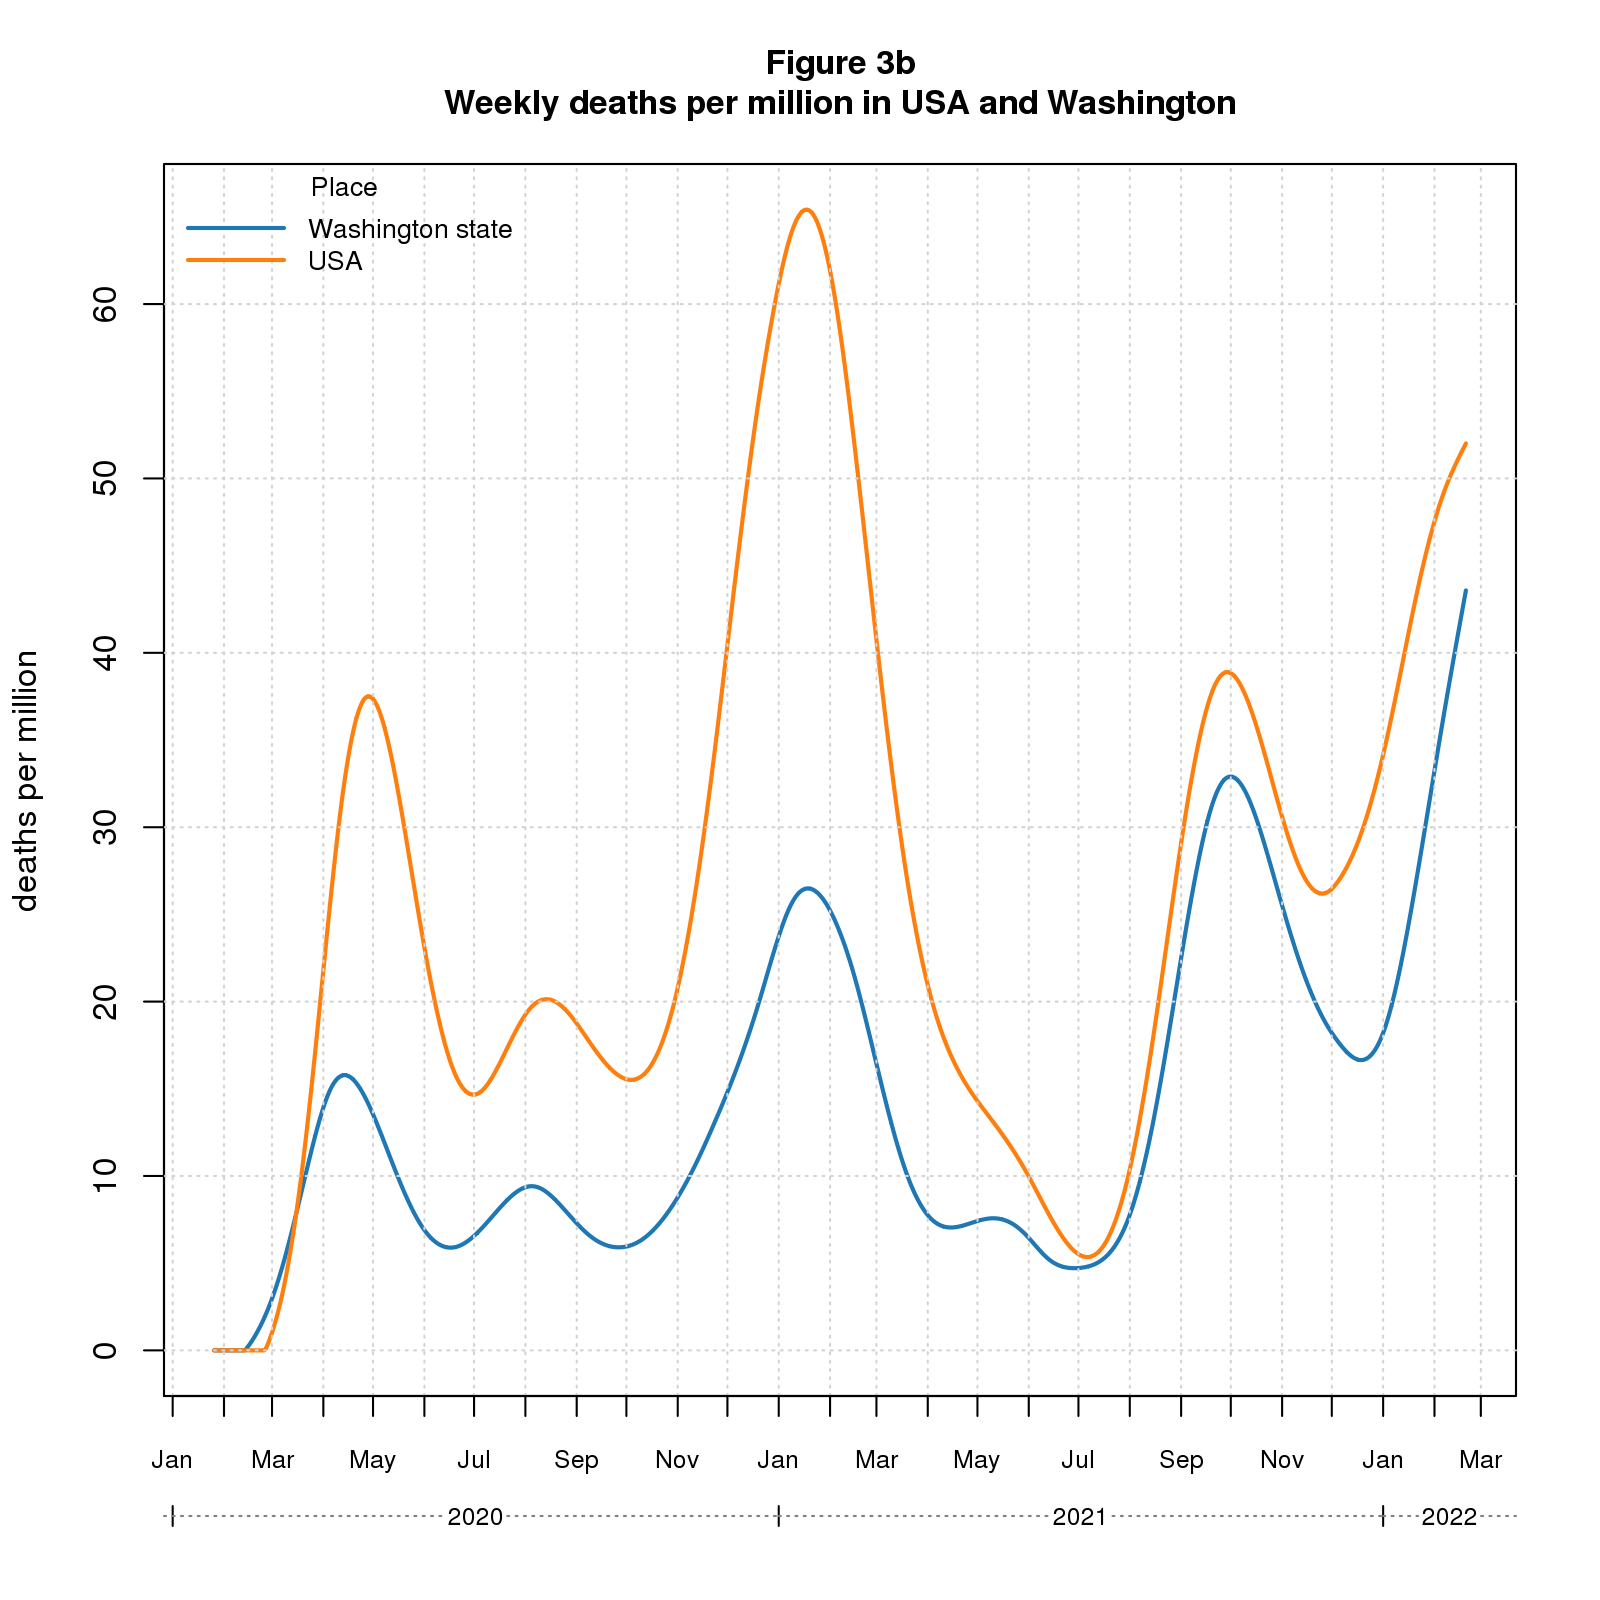 Figure 3b
Weekly deaths per million in USA and Washington
Place
Washington state
USA
deaths per million
60
50
40
30
20
10
0
Jan Mar May Jul Sep Nov Jan Mar May Jul Sep Nov Jan Mar
2020 2021 2022